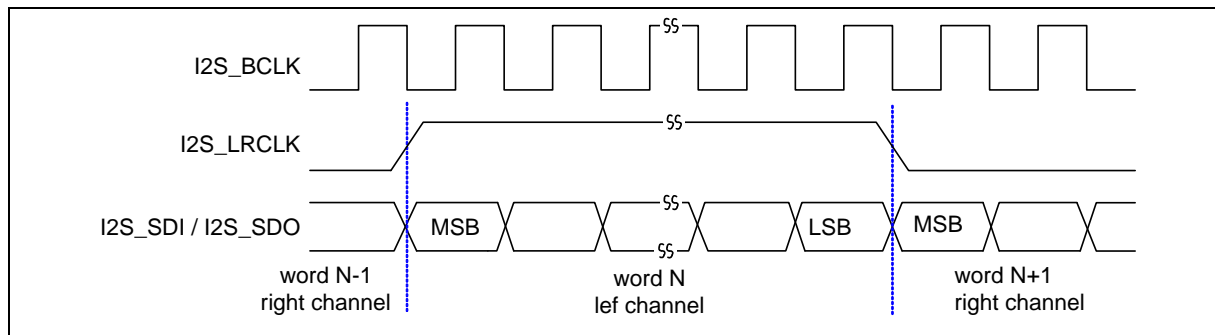 I2S_BCLK
I2S_LRCLK
I2S_SDI / I2S_SDO
MSB
LSB
MSB
word N-1
right channel
word N
lef channel
word N+1
right channel